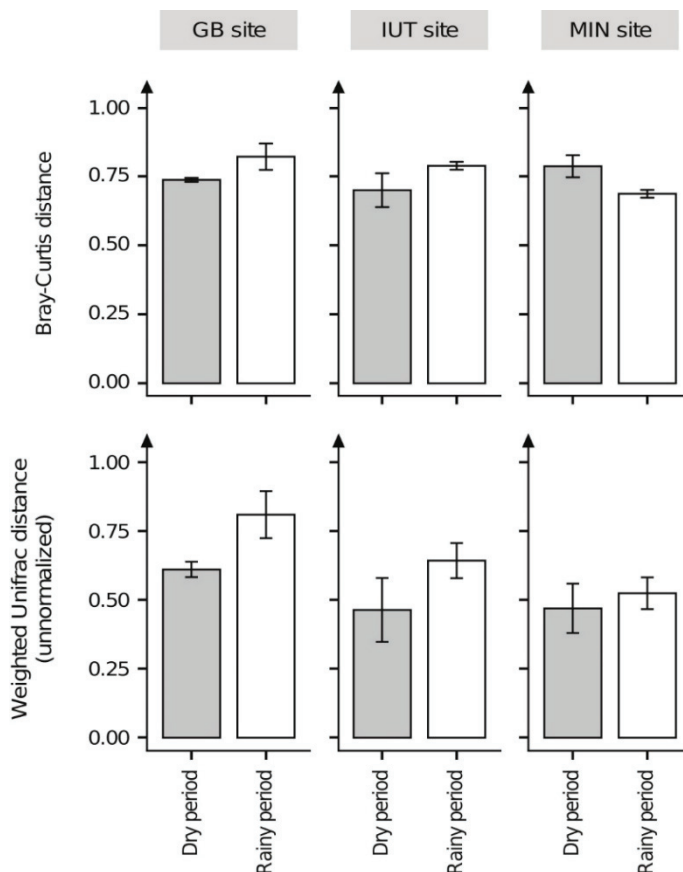 GB site
IUT site
MIN site
Bray-Curtis distance
1.00
0.75
0.50
0.25
0.00
Weighted Unifrac distance
(unnormalized)
1.00
0.75
0.50
0.25
0.00
Dry period
Rainy period
Dry period
Rainy period
Dry period
Rainy period